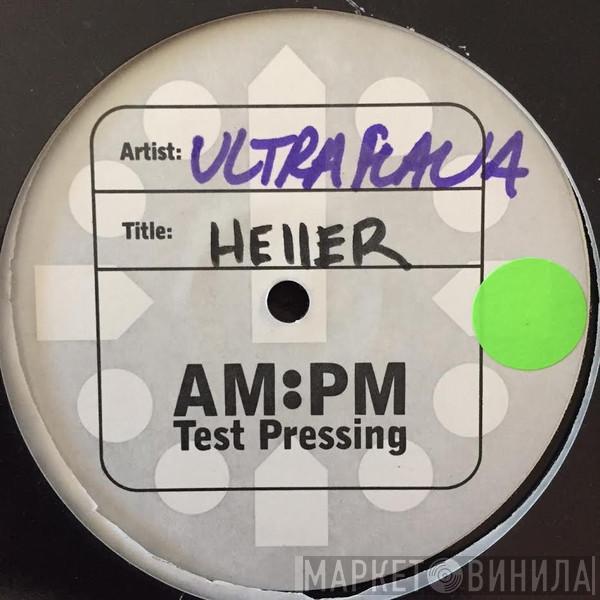 Artist: ULTRA FLAVA
Title: HEllER
AM:PM
Test Pressing
МАРКЕТ ВИНИЛА